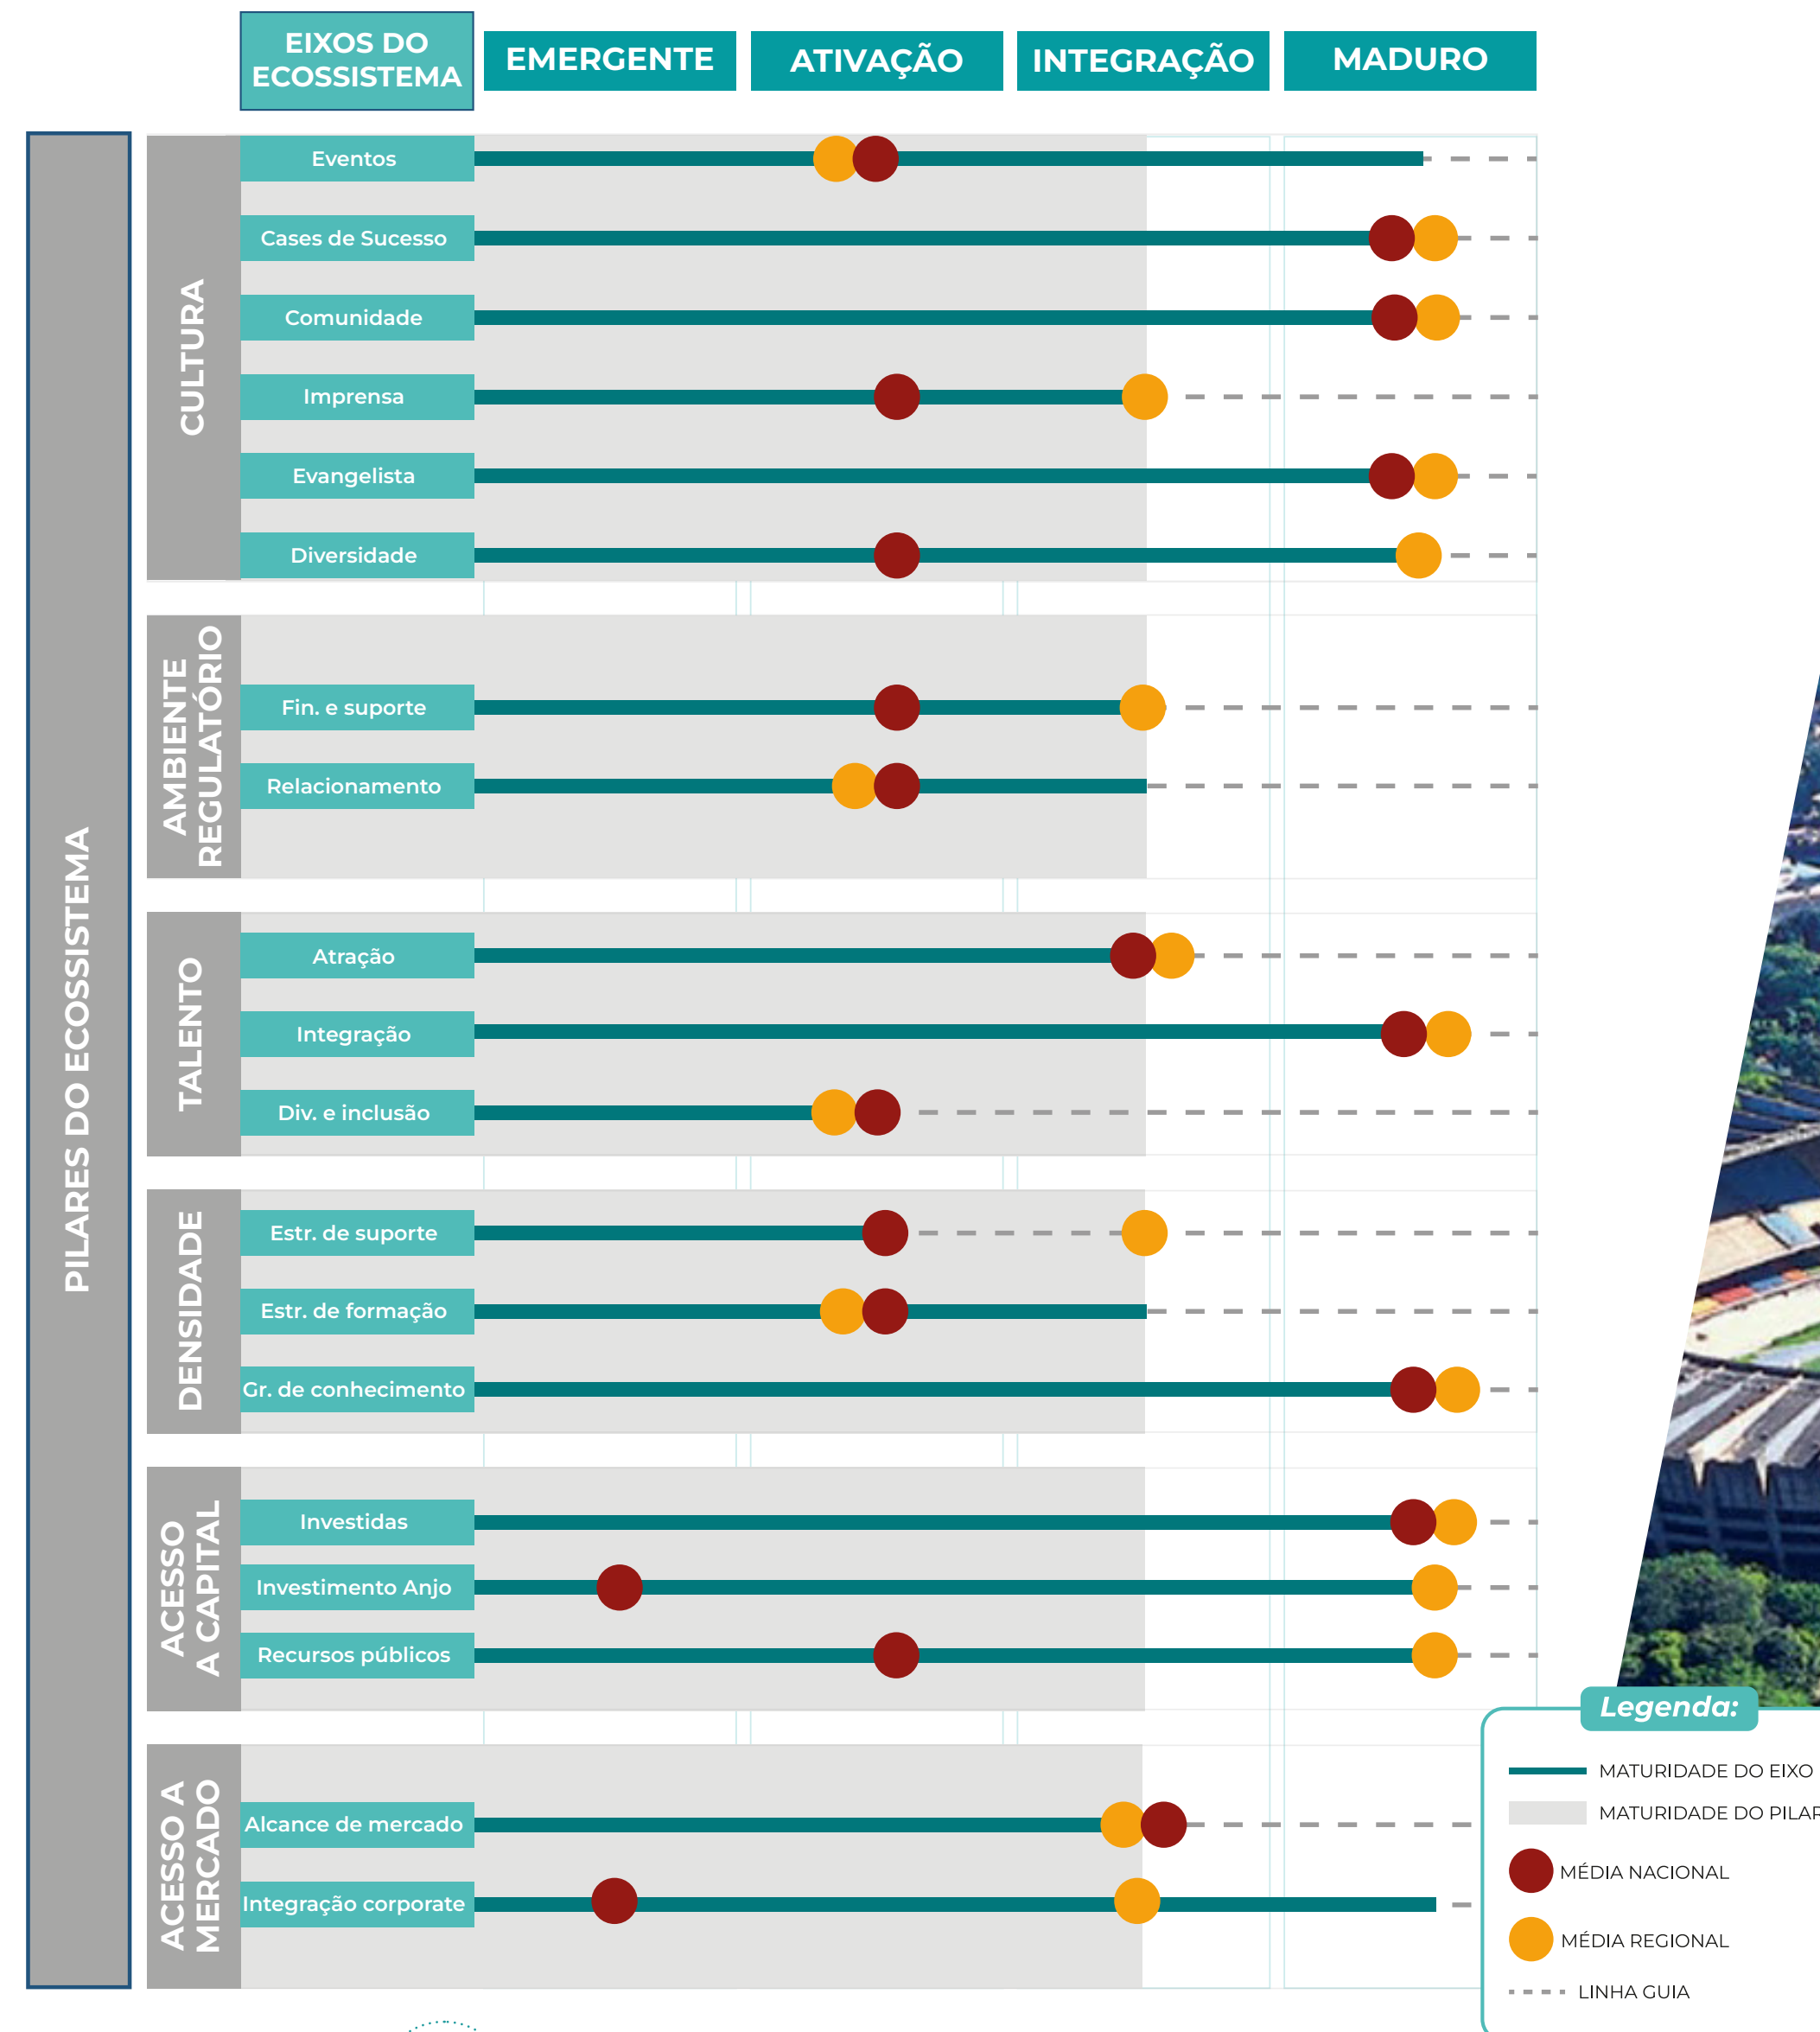 EIXOS DO
ECOSSISTEMA
EMERGENTE
ATIVAÇÃO
INTEGRAÇÃO
MADURO
PILARES DO ECOSSISTEMA
CULTURA
Eventos
Cases de Sucesso
Comunidade
Imprensa
Evangelista
Diversidade
AMBIENTE
REGULATÓRIO
Fin. e suporte
Relacionamento
TALENTO
Atração
Integração
Div. e inclusão
DENSIDADE
Estr. de suporte
Estr. de formação
Gr. de conhecimento
ACESSO
A CAPITAL
Investidas
Investimento Anjo
Recursos públicos
ACESSO A
MERCADO
Alcance de mercado
Integração corporate
Legenda:
MATURIDADE DO EIXO
MATURIDADE DO PILAR
MÉDIA NACIONAL
MÉDIA REGIONAL
LINHA GUIA